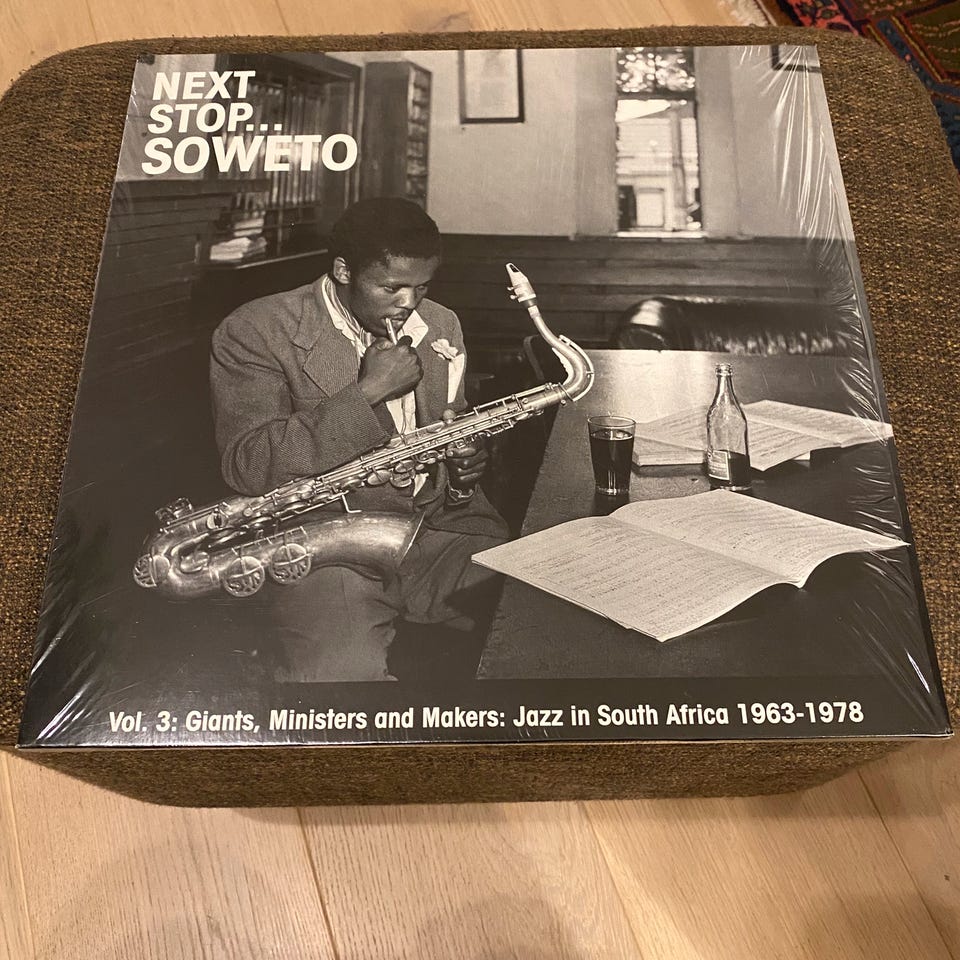 NEXT
STOP...
SOWETO
Vol. 3: Giants, Ministers and Makers: Jazz in South Africa 1963-1978